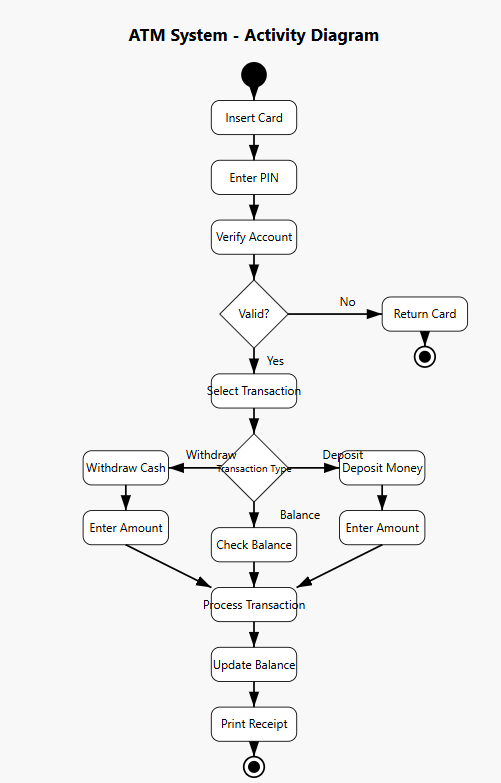 ATM System - Activity Diagram
Insert Card
Enter PIN
Verify Account
Valid?
No
Return Card
Yes
Select Transaction
Withdraw
Deposit
Withdraw Cash
Transaction Type
Deposit Money
Balance
Enter Amount
Enter Amount
Check Balance
Process Transaction
Update Balance
Print Receipt